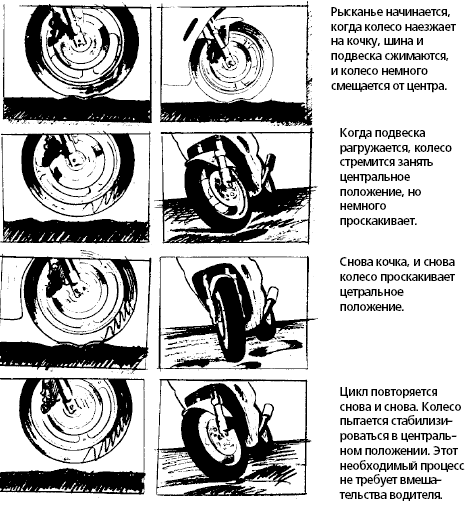 Рысканье начинается,
когда колесо наезжает
на кочку, шина и
подвеска сжимаются,
и колесо немного
смещается от центра.
Когда подвеска
рагружается, колесо
стремится занять
центральное
положение, но
немного
проскакивает.
Снова кочка, и снова
колесо проскакивает
цетральное
положение.
Цикл повторяется
снова и снова. Колесо
пытается стабилизи-
роваться в централь-
ном положении. Этот
необходимый процесс
не требует вмеша-
тельства водителя.